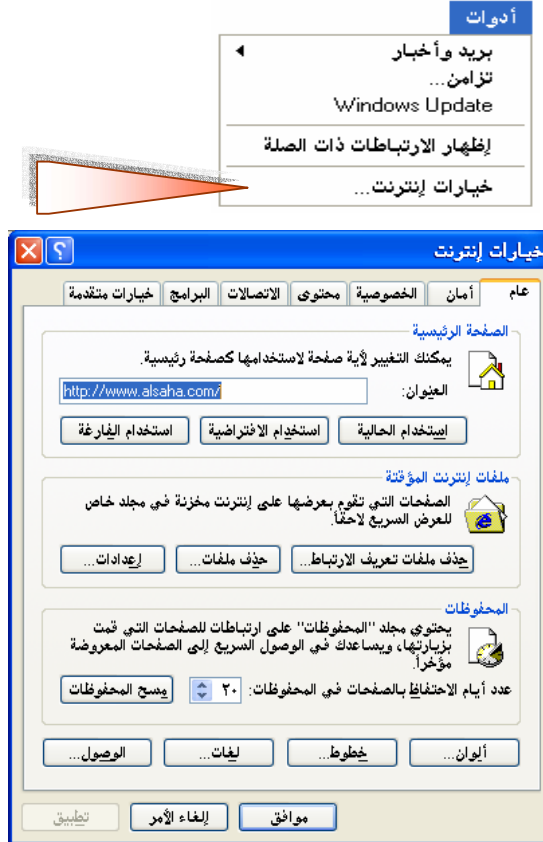 أدوات
بريد وأخبار
تزامن...
Windows Update
إظهار الارتباطات ذات الصلة
خيارات إنترنت...
خيارات إنترنت
عام
أمان
الخصوصية
محتوى
الاتصالات
البرامج
خيارات متقدمة
الصفحة الرئيسية
يمكنك التغيير لأية صفحة لاستخدامها كصفحة رئيسية.
العنوان:
http://www.alsaha.com/
استخدام الحالية
استخدام الافتراضية
استخدام الفارغة
ملفات إنترنت المؤقتة
الصفحات التي تقوم بعرضها على إنترنت مخزنة في مجلد خاص
للعرض السريع لاحقاً.
حذف ملفات تعريف الارتباط...
حذف ملفات...
إعدادات...
المحفوظات
يحتوي مجلد "المحفوظات" على ارتباطات للصفحات التي قمت
بزيارتها، ويساعدك في الوصول السريع إلى الصفحات المعروضة
مؤخراً.
عدد أيام الاحتفاظ بالصفحات في المحفوظات:
٢٠
مسح المحفوظات
ألوان...
خطوط...
لغات...
الوصول...
موافق
إلغاء الأمر
تطبيق